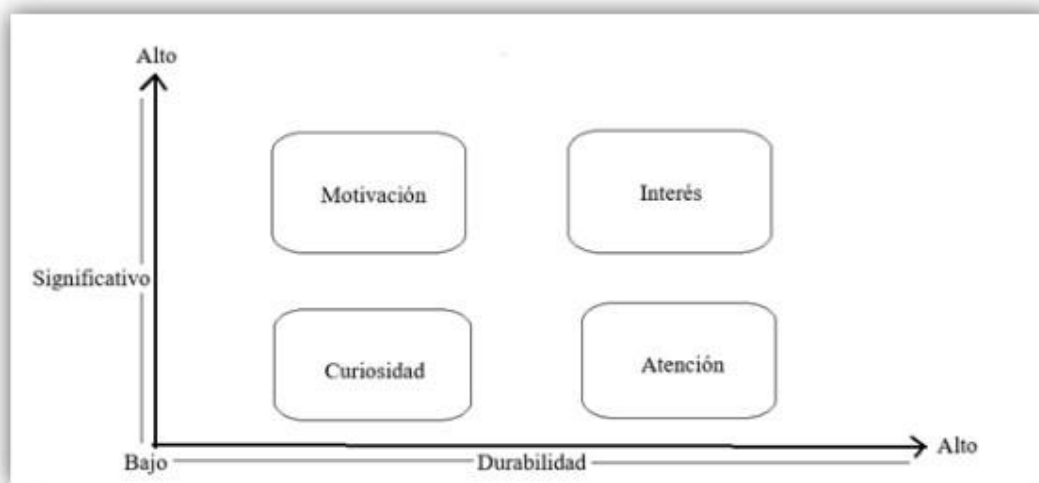 Alto
Motivación
Interés
Significativo
Curiosidad
Atención
Alto
Bajo
Durabilidad